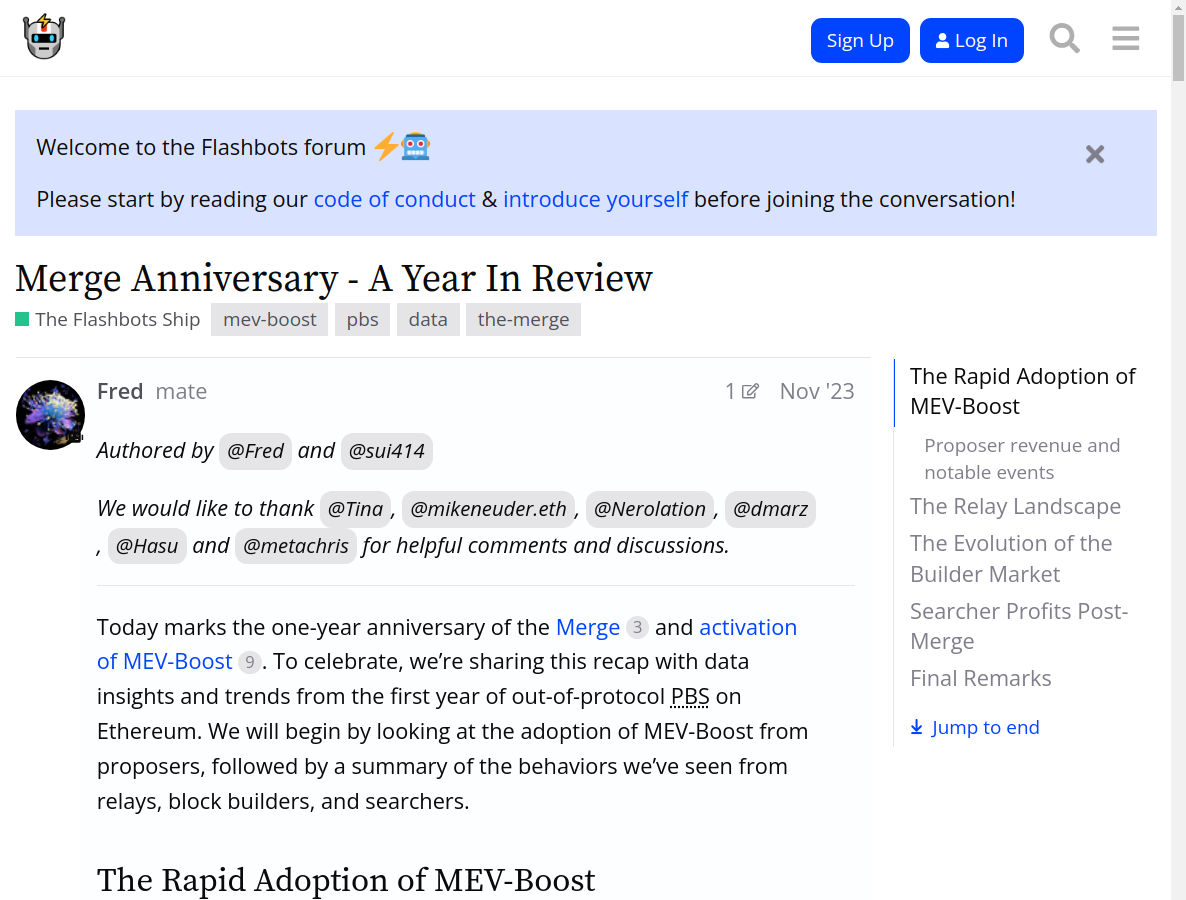 Sign Up
Log In
Welcome to the Flashbots forum
Please start by reading our code of conduct & introduce yourself before joining the conversation!
Merge Anniversary - A Year In Review
The Flashbots Ship mev-boost pbs data the-merge
Fred mate 1 Nov '23
Authored by @Fred and @sui414
We would like to thank @Tina, @mikeneuder.eth, @Nerolation, @dmarz
, @Hasu and @metachris for helpful comments and discussions.
Today marks the one-year anniversary of the Merge 3 and activation
of MEV-Boost 9. To celebrate, we’re sharing this recap with data
insights and trends from the first year of out-of-protocol PBS on
Ethereum. We will begin by looking at the adoption of MEV-Boost from
proposers, followed by a summary of the behaviors we’ve seen from
relays, block builders, and searchers.
The Rapid Adoption of MEV-Boost
The Rapid Adoption of
MEV-Boost
Proposer revenue and
notable events
The Relay Landscape
The Evolution of the
Builder Market
Searcher Profits Post-
Merge
Final Remarks
Jump to end